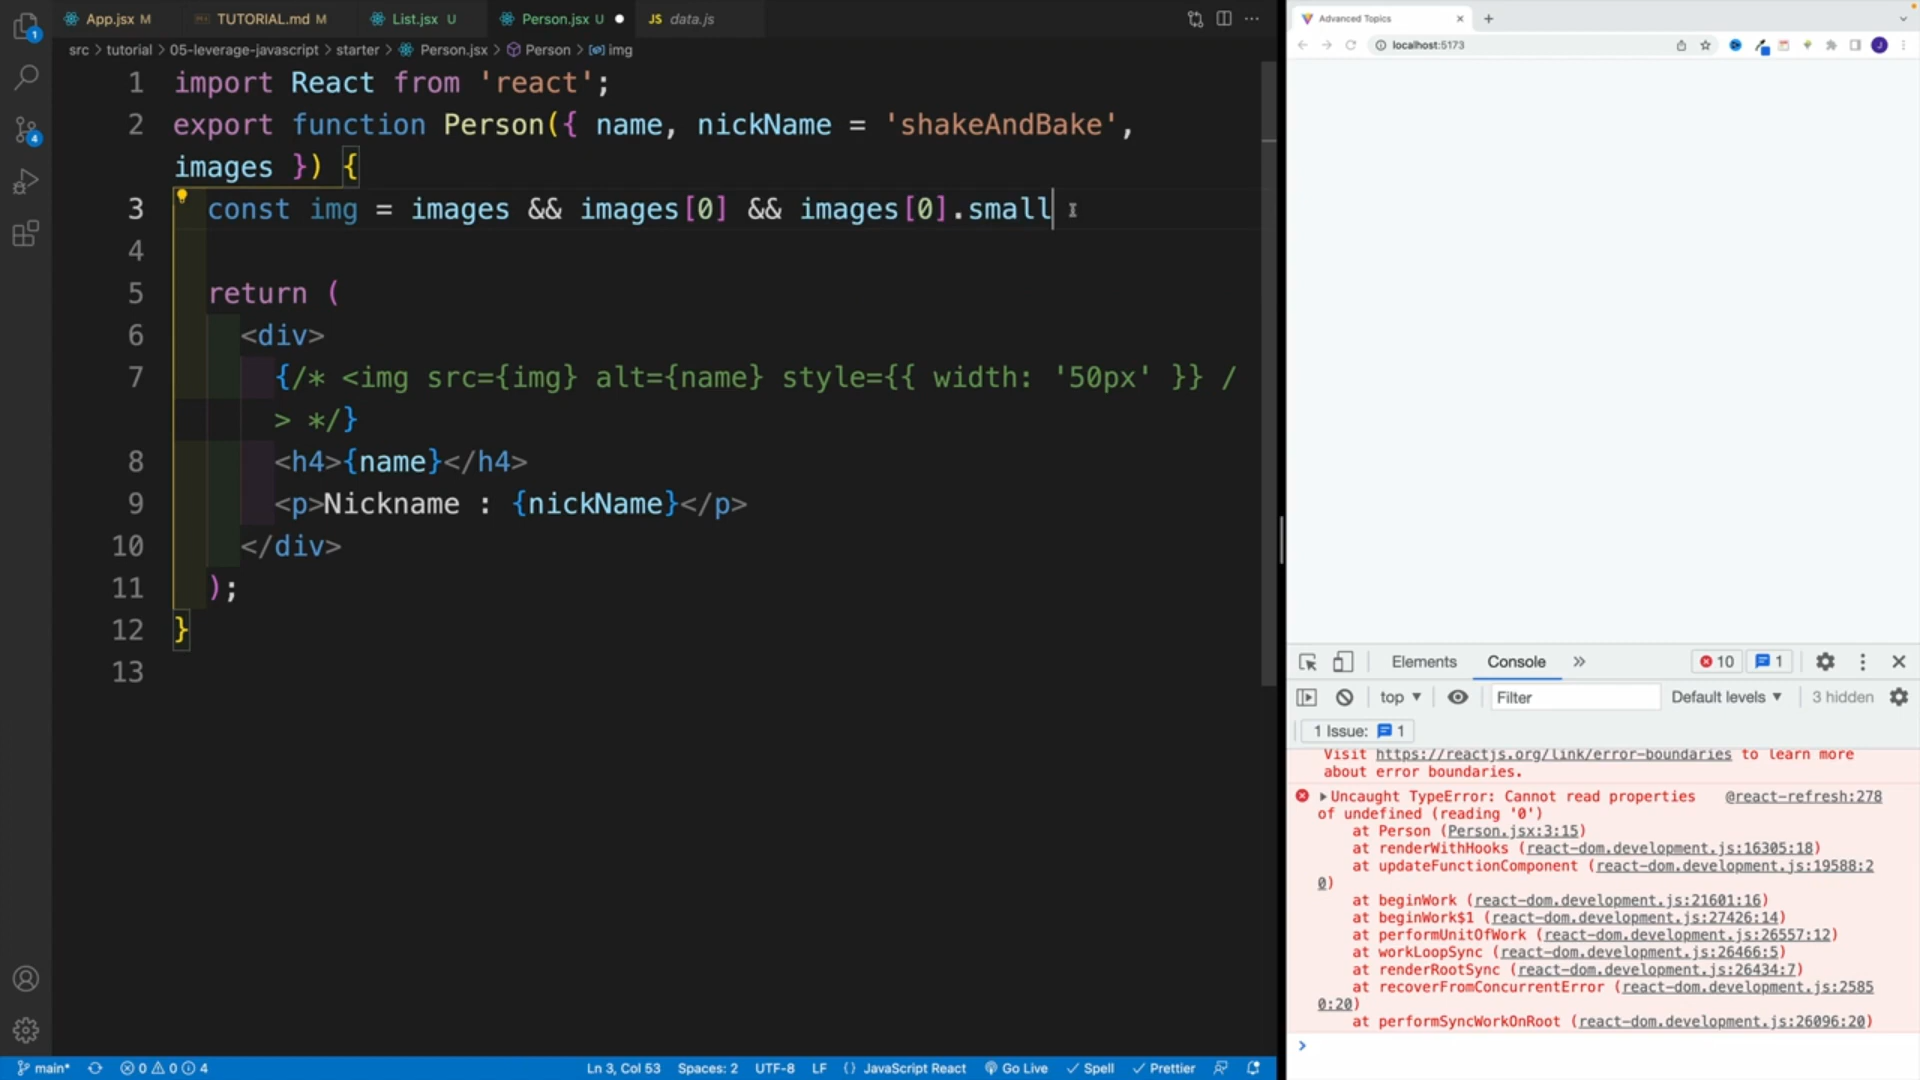 App.jsx M TUTORIAL.md M List.jsx U Person.jsx U JS data.js
src > tutorial > 05-leverage-javascript > starter > Person.jsx > Person > img
1 import React from 'react';
2 export function Person({ name, nickName = 'shakeAndBake',
images }) {
3 const img = images && images[0] && images[0].small
4
5 return (
6 <div>
7 {/* <img src={img} alt={name} style={{ width: '50px' }} /
> */}
8 <h4>{name}</h4>
9 <p>Nickname : {nickName}</p>
10 </div>
11 );
12 }
13
1
4
main* 0 0 4 Ln 3, Col 53 Spaces: 2 UTF-8 LF {} JavaScript React Go Live Spell Prettier
Advanced Topics
localhost:5173 J
Elements Console 10 1
top Filter Default levels 3 hidden
1 Issue: 1
Visit https://reactjs.org/link/error-boundaries to learn more
about error boundaries.
Uncaught TypeError: Cannot read properties @react-refresh:278
of undefined (reading '0')
at Person (Person.jsx:3:15)
at renderWithHooks (react-dom.development.js:16305:18)
at updateFunctionComponent (react-dom.development.js:19588:2
0)
at beginWork (react-dom.development.js:21601:16)
at beginWork$1 (react-dom.development.js:27426:14)
at performUnitOfWork (react-dom.development.js:26557:12)
at workLoopSync (react-dom.development.js:26466:5)
at renderRootSync (react-dom.development.js:26434:7)
at recoverFromConcurrentError (react-dom.development.js:2585
0:20)
at performSyncWorkOnRoot (react-dom.development.js:26096:20)